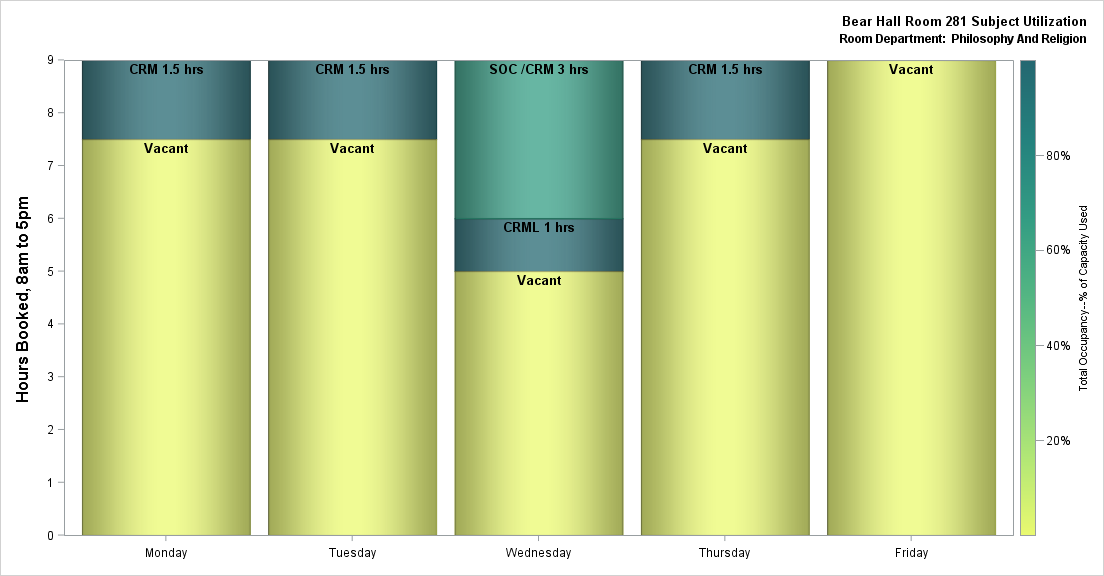 Bear Hall Room 281 Subject Utilization
Room Department: Philosophy And Religion
Hours Booked, 8am to 5pm
9
8
7
6
5
4
3
2
1
0
CRM 1.5 hrs
Vacant
CRM 1.5 hrs
Vacant
SOC /CRM 3 hrs
CRML 1 hrs
Vacant
CRM 1.5 hrs
Vacant
Vacant
Monday
Tuesday
Wednesday
Thursday
Friday
80%
60%
40%
20%
Total Occupancy--% of Capacity Used